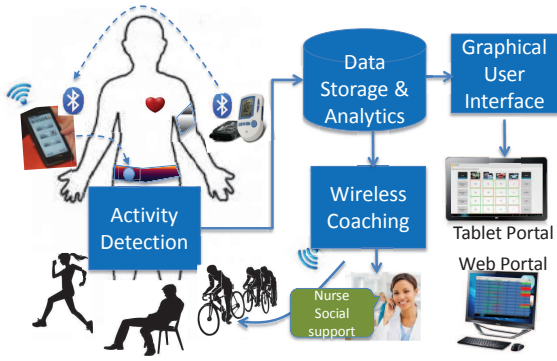 Data
Storage &
Analytics
Graphical
User
Interface
Activity
Detection
Wireless
Coaching
Tablet Portal
Web Portal
Nurse
Social
support